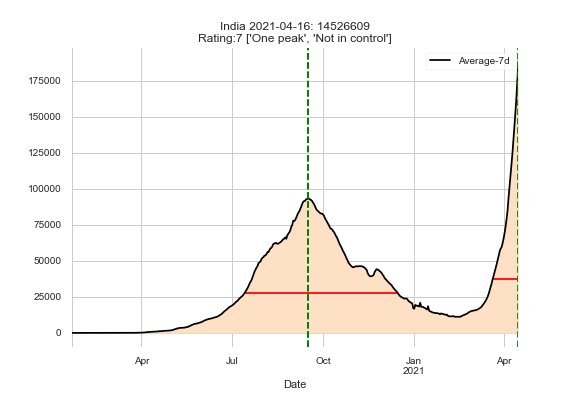 India 2021-04-16: 14526609
Rating:7 ['One peak', 'Not in control']
Average-7d
175000
150000
125000
100000
75000
50000
25000
0
Apr
Jul
Oct
Jan
2021
Apr
Date